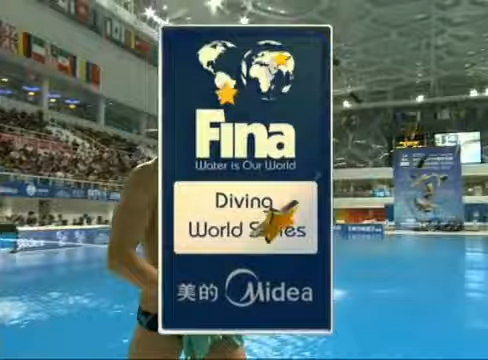 Fina
Water is Our World
Diving
World Series
美的 Midea